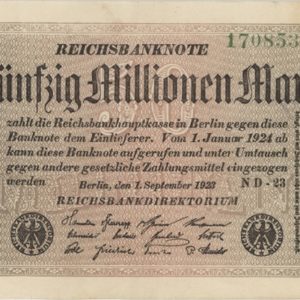 REICHSBANKNOTE
170853
ünfzig Millionen Mar
zahlt die Reichsbankhauptkasse in Berlin gegen diese
Banknote dem Einlieferer. Vom 1. Januar 1924 ab
kann diese Banknote aufgerufen und unter Umtausch
gegen andere gesetzliche Zahlungsmittel eingezogen
werden
Berlin, den 1. September 1923
ND-23
REICHSBANKDIREKTORIUM